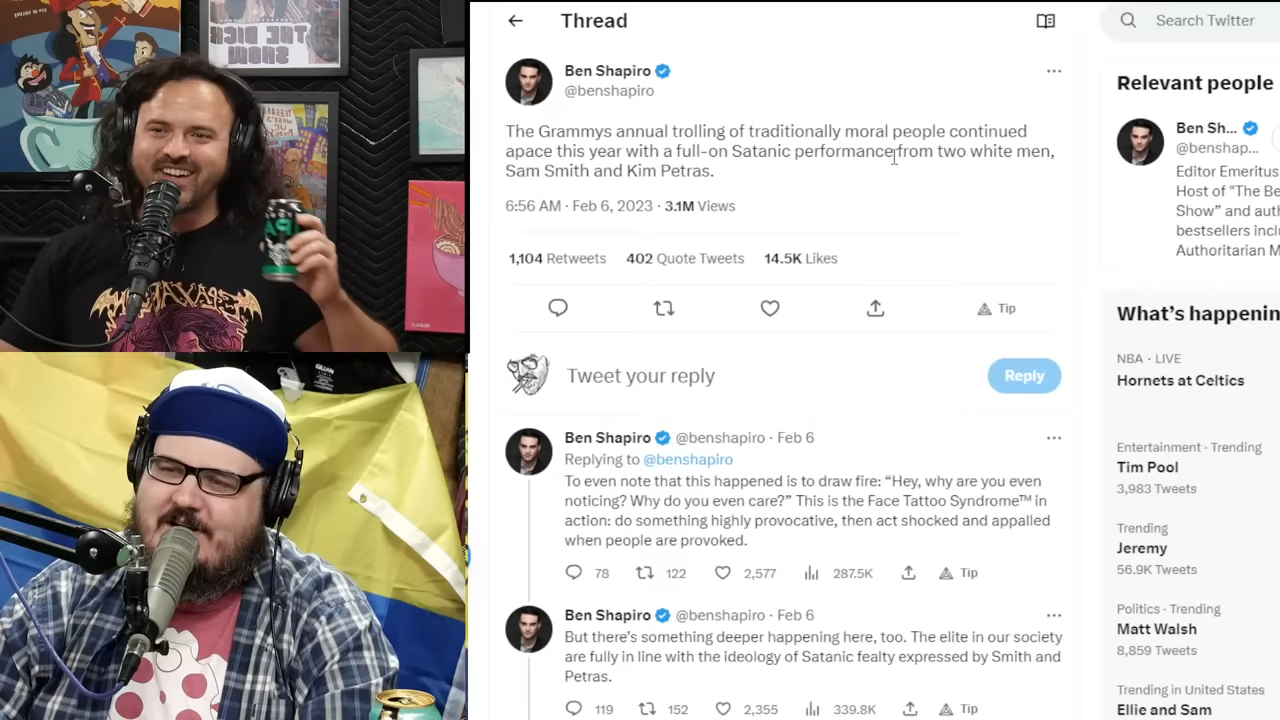 THE DICK
SHOW
IPA
Thread
Search Twitter
Ben Shapiro
@benshapiro
The Grammys annual trolling of traditionally moral people continued
apace this year with a full-on Satanic performance from two white men,
Sam Smith and Kim Petras.
6:56 AM · Feb 6, 2023 · 3.1M Views
1,104 Retweets 402 Quote Tweets 14.5K Likes
Tip
Tweet your reply
Reply
Ben Shapiro @benshapiro · Feb 6
Replying to @benshapiro
To even note that this happened is to draw fire: “Hey, why are you even
noticing? Why do you even care?” This is the Face Tattoo Syndrome™ in
action: do something highly provocative, then act shocked and appalled
when people are provoked.
78 122 2,577 287.5K Tip
Ben Shapiro @benshapiro · Feb 6
But there’s something deeper happening here, too. The elite in our society
are fully in line with the ideology of Satanic fealty expressed by Smith and
Petras.
119 152 2,355 339.8K Tip
Relevant people
Ben Sh...
@benshap...
Editor Emeritus
Host of "The Be
Show” and auth
bestsellers inclu
Authoritarian M
What’s happenin
NBA · LIVE
Hornets at Celtics
Entertainment · Trending
Tim Pool
3,983 Tweets
Trending
Jeremy
56.9K Tweets
Politics · Trending
Matt Walsh
8,859 Tweets
Trending in United States
Ellie and Sam